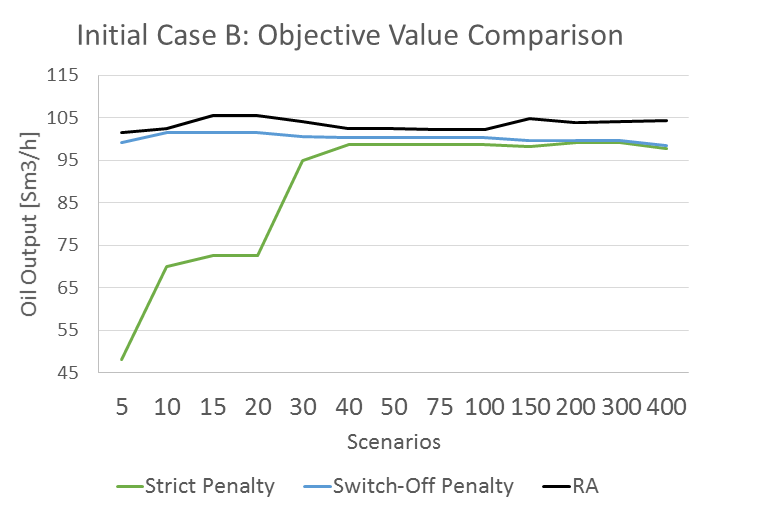 Initial Case B: Objective Value Comparison
115
105
95
85
75
65
55
45
Oil Output [Sm3/h]
5 10 15 20 30 40 50 75 100 150 200 300 400
Scenarios
Strict Penalty Switch-Off Penalty RA